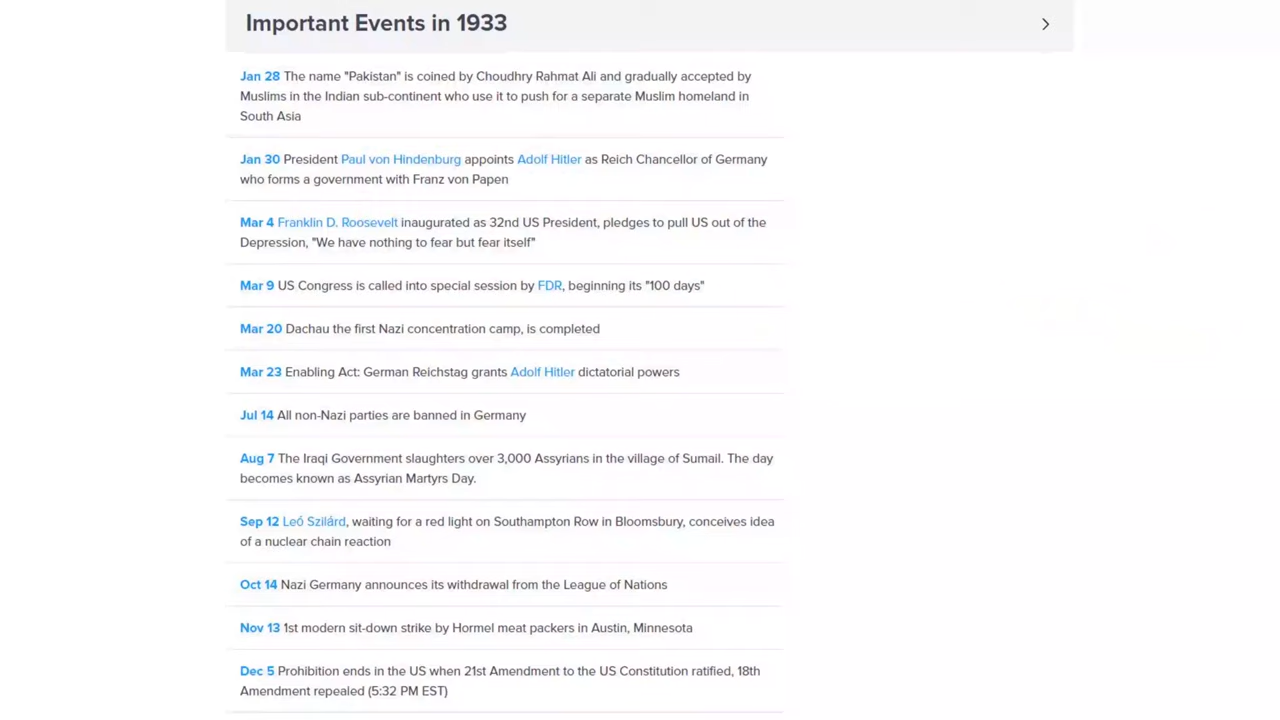 Important Events in 1933
Jan 28 The name "Pakistan" is coined by Choudhry Rahmat Ali and gradually accepted by
Muslims in the Indian sub-continent who use it to push for a separate Muslim homeland in
South Asia
Jan 30 President Paul von Hindenburg appoints Adolf Hitler as Reich Chancellor of Germany
who forms a government with Franz von Papen
Mar 4 Franklin D. Roosevelt inaugurated as 32nd US President, pledges to pull US out of the
Depression, "We have nothing to fear but fear itself"
Mar 9 US Congress is called into special session by FDR, beginning its "100 days"
Mar 20 Dachau the first Nazi concentration camp, is completed
Mar 23 Enabling Act: German Reichstag grants Adolf Hitler dictatorial powers
Jul 14 All non-Nazi parties are banned in Germany
Aug 7 The Iraqi Government slaughters over 3,000 Assyrians in the village of Sumail. The day
becomes known as Assyrian Martyrs Day.
Sep 12 Leó Szilárd, waiting for a red light on Southampton Row in Bloomsbury, conceives idea
of a nuclear chain reaction
Oct 14 Nazi Germany announces its withdrawal from the League of Nations
Nov 13 1st modern sit-down strike by Hormel meat packers in Austin, Minnesota
Dec 5 Prohibition ends in the US when 21st Amendment to the US Constitution ratified, 18th
Amendment repealed (5:32 PM EST)